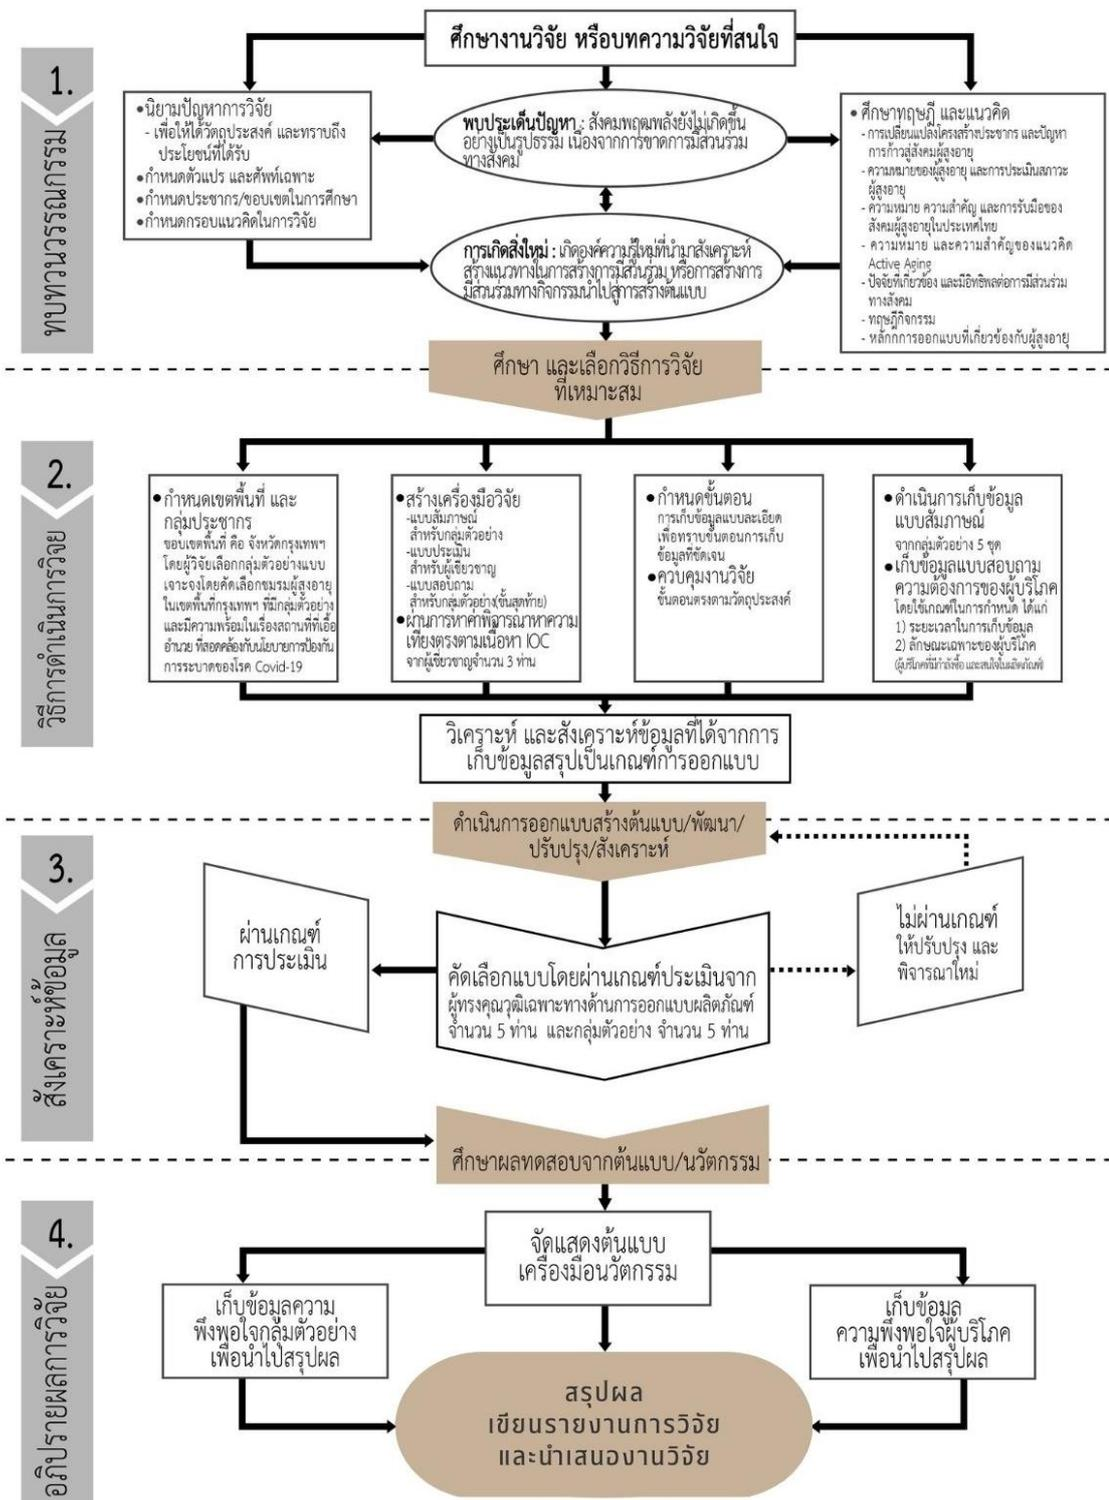 ศึกษางานวิจัย หรือบทความวิจัยที่สนใจ
1.
ทบทวนวรรณกรรม
•นิยามปัญหาการวิจัย
- เพื่อให้ได้วัตถุประสงค์ และทราบถึง
ประโยชน์ที่ได้รับ
•กำหนดตัวแปร และศัพท์เฉพาะ
•กำหนดประชากร/ขอบเขตในการศึกษา
•กำหนดกรอบแนวคิดในการวิจัย
พบประเด็นปัญหา : สังคมพฤฒพลังยังไม่เกิดขึ้น
อย่างเป็นรูปธรรม เนื่องจากการขาดการมีส่วนร่วม
ทางสังคม
การเกิดสิ่งใหม่ : เกิดองค์ความรู้ใหม่ที่นำมาสังเคราะห์
สร้างแนวทางในการสร้างการมีส่วนร่วม หรือการสร้างการ
มีส่วนร่วมทางกิจกรรมนำไปสู่การสร้างต้นแบบ
• ศึกษาทฤษฎี และแนวคิด
- การเปลี่ยนแปลงโครงสร้างประชากร และปัญหา
การก้าวสู่สังคมผู้สูงอายุ
- ความหมายของผู้สูงอายุ และการประเมินสภาวะ
ผู้สูงอายุ
- ความหมาย ความสำคัญ และการรับมือของ
สังคมผู้สูงอายุในประเทศไทย
- ความหมาย และความสำคัญของแนวคิด
Active Aging
- ปัจจัยที่เกี่ยวข้อง และมีอิทธิพลต่อการมีส่วนร่วม
ทางสังคม
- ทฤษฎีกิจกรรม
- หลักกการออกแบบที่เกี่ยวข้องกับผู้สูงอายุ
ศึกษา และเลือกวิธีการวิจัย
ที่เหมาะสม
2.
วิธีการดำเนินการวิจัย
• กำหนดเขตพื้นที่ และ
กลุ่มประชากร
ขอบเขตพื้นที่ คือ จังหวัดกรุงเทพฯ
โดยผู้วิจัยเลือกกลุ่มตัวอย่างแบบ
เจาะจงโดยคัดเลือกชมรมผู้สูงอายุ
ในเขตพื้นที่กรุงเทพฯ ที่มีกลุ่มตัวอย่าง
และมีความพร้อมในเรื่องสถานที่ที่เอื้อ
อำนวย ที่สอดคล้องกับนโยบายการป้องกัน
การระบาดของโรค Covid-19
•สร้างเครื่องมือวิจัย
-แบบสัมภาษณ์
สำหรับกลุ่มตัวอย่าง
-แบบประเมิน
สำหรับผู้เชี่ยวชาญ
-แบบสอบถาม
สำหรับกลุ่มตัวอย่าง(ขั้นสุดท้าย)
•ผ่านการหาค่าพิจารณาหาความ
เที่ยงตรงตามเนื้อหา IOC
จากผู้เชี่ยวชาญจำนวน 3 ท่าน
•กำหนดขั้นตอน
การเก็บข้อมูลแบบละเอียด
เพื่อทราบขั้นตอนการเก็บ
ข้อมูลที่ชัดเจน
•ควบคุมงานวิจัย
ขั้นตอนตรงตามวัตถุประสงค์
• ดำเนินการเก็บข้อมูล
แบบสัมภาษณ์
จากกลุ่มตัวอย่าง 5 ชุด
•เก็บข้อมูลแบบสอบถาม
ความต้องการของผู้บริโภค
โดยใช้เกณฑ์ในการกำหนด ได้แก่
1) ระยะเวลาในการเก็บข้อมูล
2) ลักษณะเฉพาะของผู้บริโภค
(ผู้บริโภคที่มีกำลังซื้อ และสนใจในผลิตภัณฑ์)
วิเคราะห์ และสังเคราะห์ข้อมูลที่ได้จากการ
เก็บข้อมูลสรุปเป็นเกณฑ์การออกแบบ
ดำเนินการออกแบบสร้างต้นแบบ/พัฒนา/
ปรับปรุง/สังเคราะห์
3.
สังเคราะห์ข้อมูล
ผ่านเกณฑ์
การประเมิน
คัดเลือกแบบโดยผ่านเกณฑ์ประเมินจาก
ผู้ทรงคุณวุฒิเฉพาะทางด้านการออกแบบผลิตภัณฑ์
จำนวน 5 ท่าน และกลุ่มตัวอย่าง จำนวน 5 ท่าน
ไม่ผ่านเกณฑ์
ให้ปรับปรุง และ
พิจารณาใหม่
ศึกษาผลทดสอบจากต้นแบบ/นวัตกรรม
4.
อภิปรายผลการวิจัย
จัดแสดงต้นแบบ
เครื่องมือนวัตกรรม
เก็บข้อมูลความ
พึงพอใจกลุ่มตัวอย่าง
เพื่อนำไปสรุปผล
เก็บข้อมูล
ความพึงพอใจผู้บริโภค
เพื่อนำไปสรุปผล
สรุปผล
เขียนรายงานการวิจัย
และนำเสนองานวิจัย